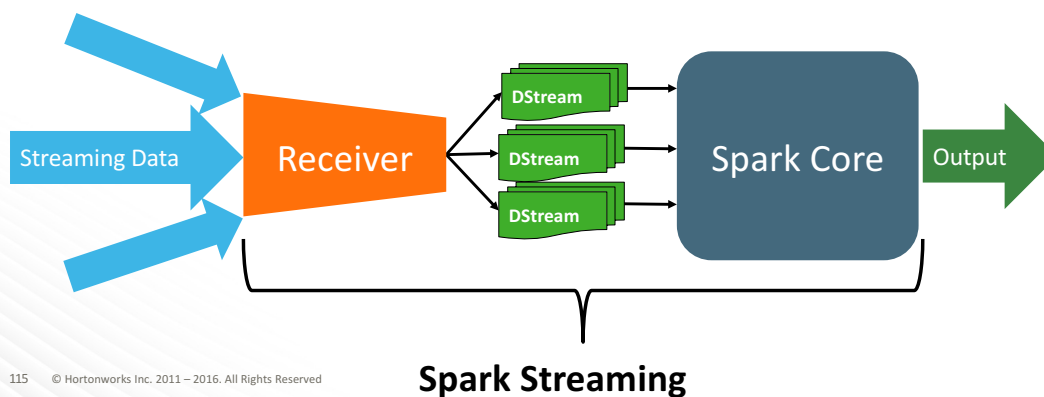 Streaming Data
Receiver
DStream
DStream
DStream
Spark Core
Output
Spark Streaming
115 © Hortonworks Inc. 2011 – 2016. All Rights Reserved